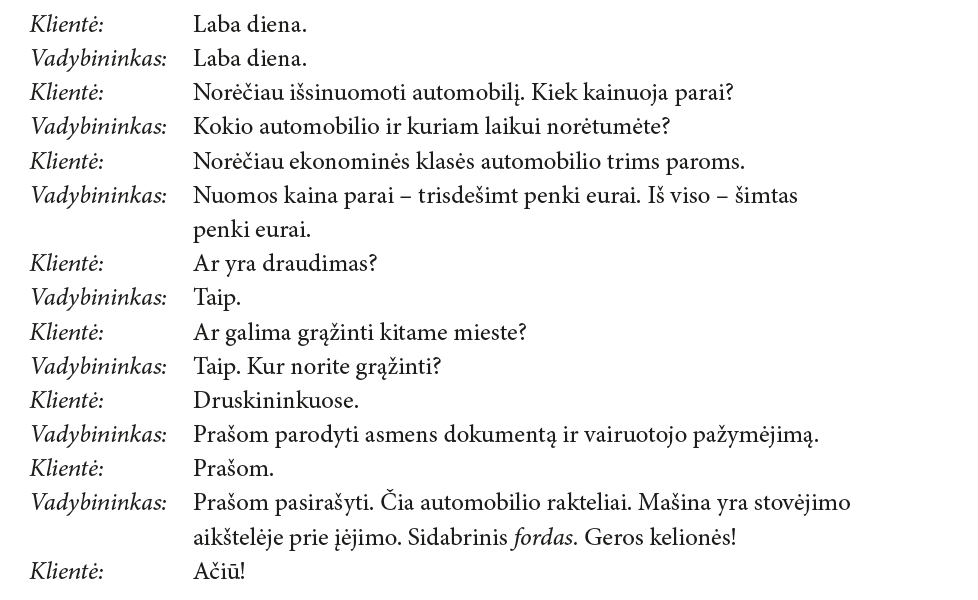 Klientė: Laba diena.
Vadybininkas: Laba diena.
Klientė: Norėčiau išsinuomoti automobilį. Kiek kainuoja parai?
Vadybininkas: Kokio automobilio ir kuriam laikui norėtumėte?
Klientė: Norėčiau ekonominės klasės automobilio trims paroms.
Vadybininkas: Nuomos kaina parai – trisdešimt penki eurai. Iš viso – šimtas
penki eurai.
Klientė: Ar yra draudimas?
Vadybininkas: Taip.
Klientė: Ar galima grąžinti kitame mieste?
Vadybininkas: Taip. Kur norite grąžinti?
Klientė: Druskininkuose.
Vadybininkas: Prašom parodyti asmens dokumentą ir vairuotojo pažymėjimą.
Klientė: Prašom.
Vadybininkas: Prašom pasirašyti. Čia automobilio rakteliai. Mašina yra stovėjimo
aikštelėje prie įėjimo. Sidabrinis fordas. Geros kelionės!
Klientė: Ačiū!